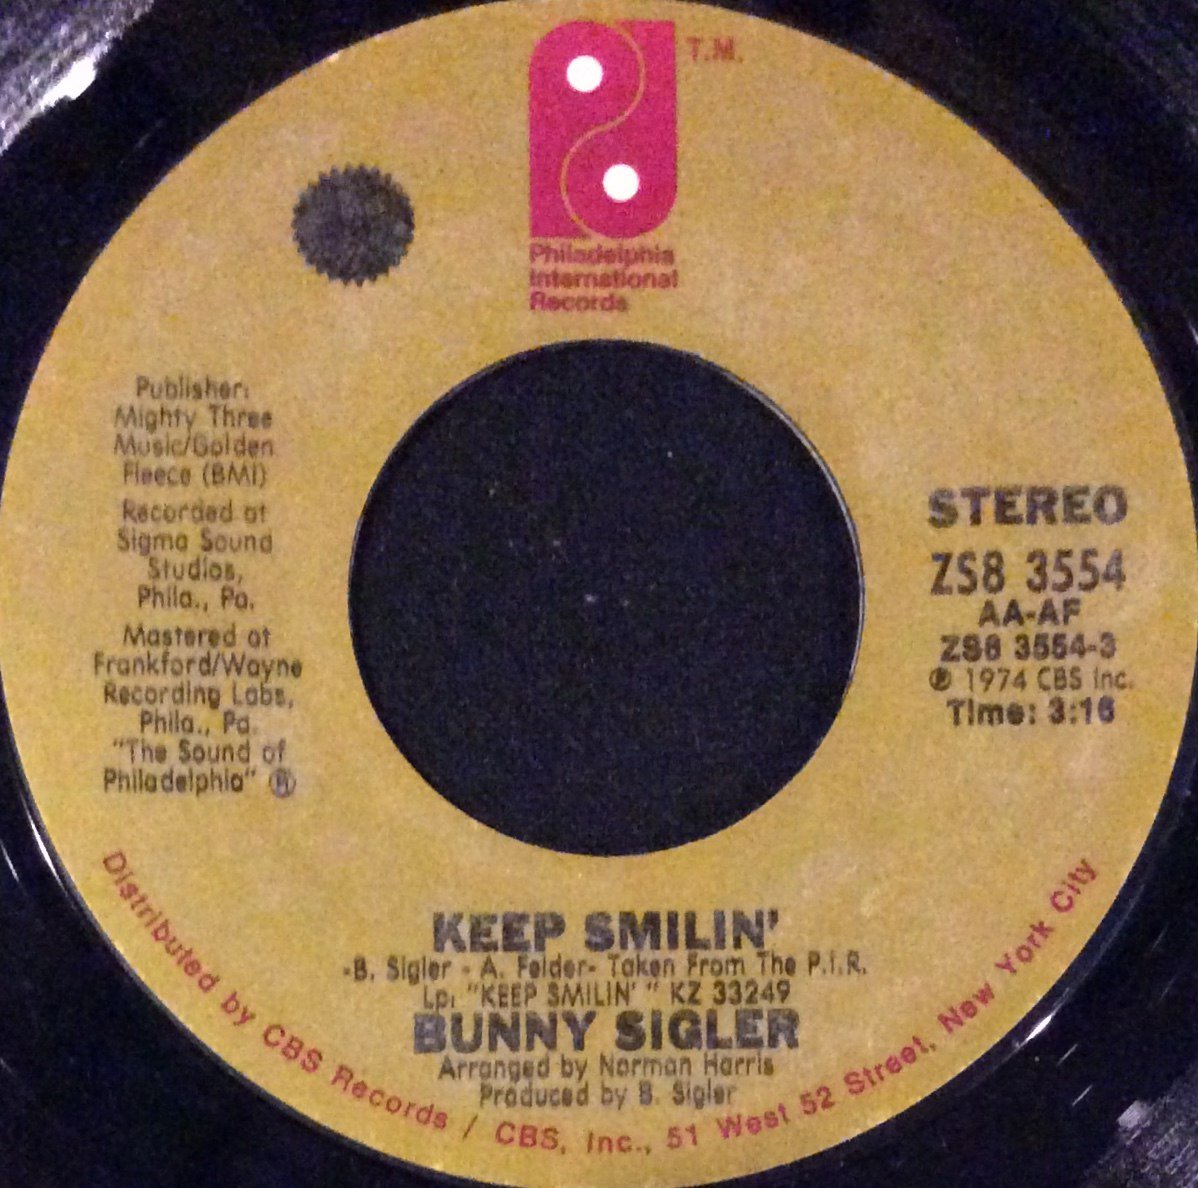 T.M.
Philadelphia
International
Records
Publisher:
Mighty Three
Music/Golden
Fleece (BMI)
Recorded at
Sigma Sound
Studios,
Phila., Pa.
Mastered at
Frankford/Wayne
Recording Labs,
Phila., Pa.
"The Sound of
Philadelphia" ®
STEREO
ZS8 3554
AA-AF
ZS8 3554-3
℗ 1974 CBS Inc.
Time: 3:16
KEEP SMILIN'
-B. Sigler - A. Felder- Taken From The P.I.R.
Lp: "KEEP SMILIN' " KZ 33249
BUNNY SIGLER
Arranged by Norman Harris
Produced by B. Sigler
Distributed by CBS Records / CBS, Inc., 51 West 52 Street, New York City